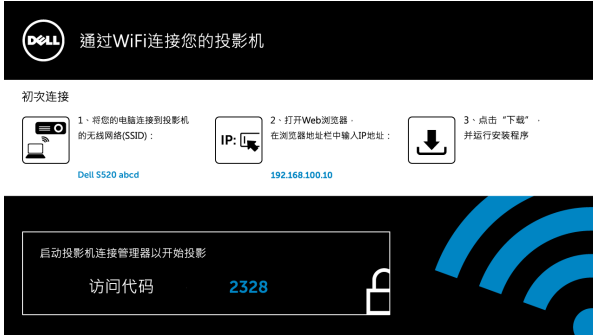 DELL
通过WiFi连接您的投影机
初次连接
1、将您的电脑连接到投影机
的无线网络(SSID)：
Dell S520 abcd
2、打开Web浏览器．
在浏览器地址栏中输入IP地址：
IP:
192.168.100.10
3、点击“下载”．
并运行安装程序
启动投影机连接管理器以开始投影
访问代码 2328